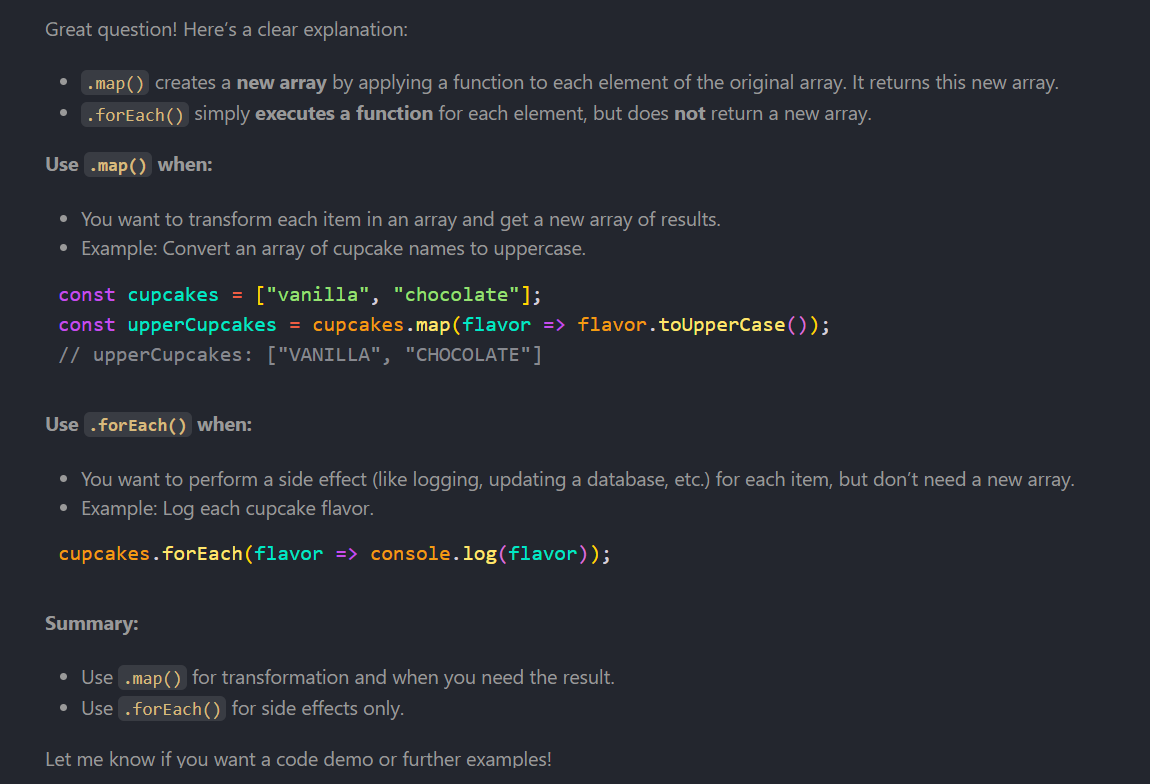 Great question! Here’s a clear explanation:
• .map() creates a new array by applying a function to each element of the original array. It returns this new array.
• .forEach() simply executes a function for each element, but does not return a new array.
Use .map() when:
• You want to transform each item in an array and get a new array of results.
• Example: Convert an array of cupcake names to uppercase.
const cupcakes = ["vanilla", "chocolate"];
const upperCupcakes = cupcakes.map(flavor => flavor.toUpperCase());
// upperCupcakes: ["VANILLA", "CHOCOLATE"]
Use .forEach() when:
• You want to perform a side effect (like logging, updating a database, etc.) for each item, but don’t need a new array.
• Example: Log each cupcake flavor.
cupcakes.forEach(flavor => console.log(flavor));
Summary:
• Use .map() for transformation and when you need the result.
• Use .forEach() for side effects only.
Let me know if you want a code demo or further examples!